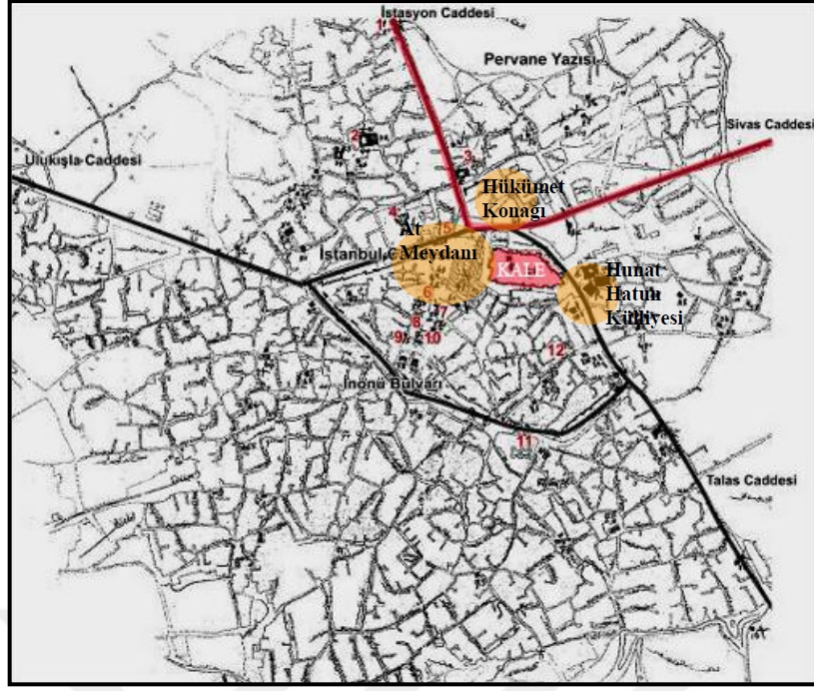 İstasyon Caddesi
1
Pervane Yazısı
Sivas Caddesi
2
3
Ulukışla Caddesi
Hükümet
Konağı
4
5
At
Meydanı
İstanbul C
KALE
Hunat
Hatun
Külliyesi
6
7
8
9 10
12
İnönü Bulvarı
11
Talas Caddesi